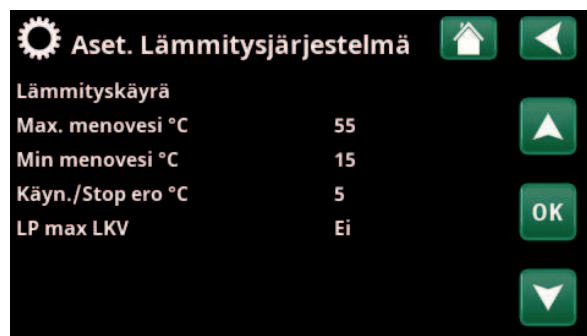 Aset. Lämmitysjärjestelmä
Lämmityskäyrä
Max. menovesi °C 55
Min menovesi °C 15
Käyn./Stop ero °C 5
OK
LP max LKV Ei